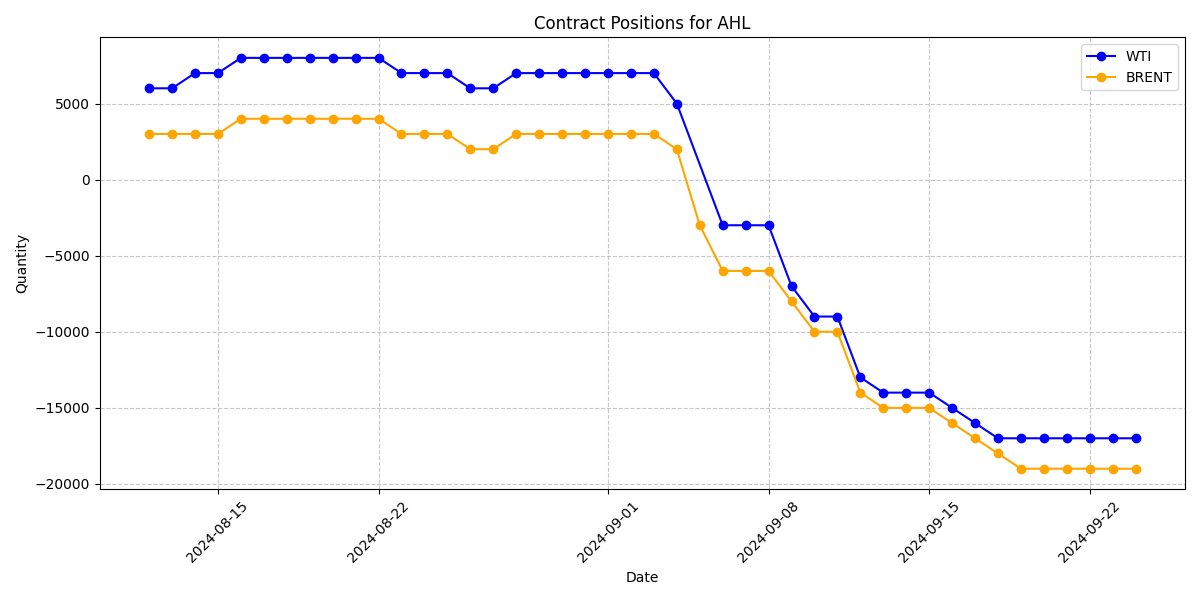 Contract Positions for AHL
WTI
BRENT
Quantity
5000
0
−5000
−10000
−15000
−20000
2024-08-15
2024-08-22
2024-09-01
2024-09-08
2024-09-15
2024-09-22
Date